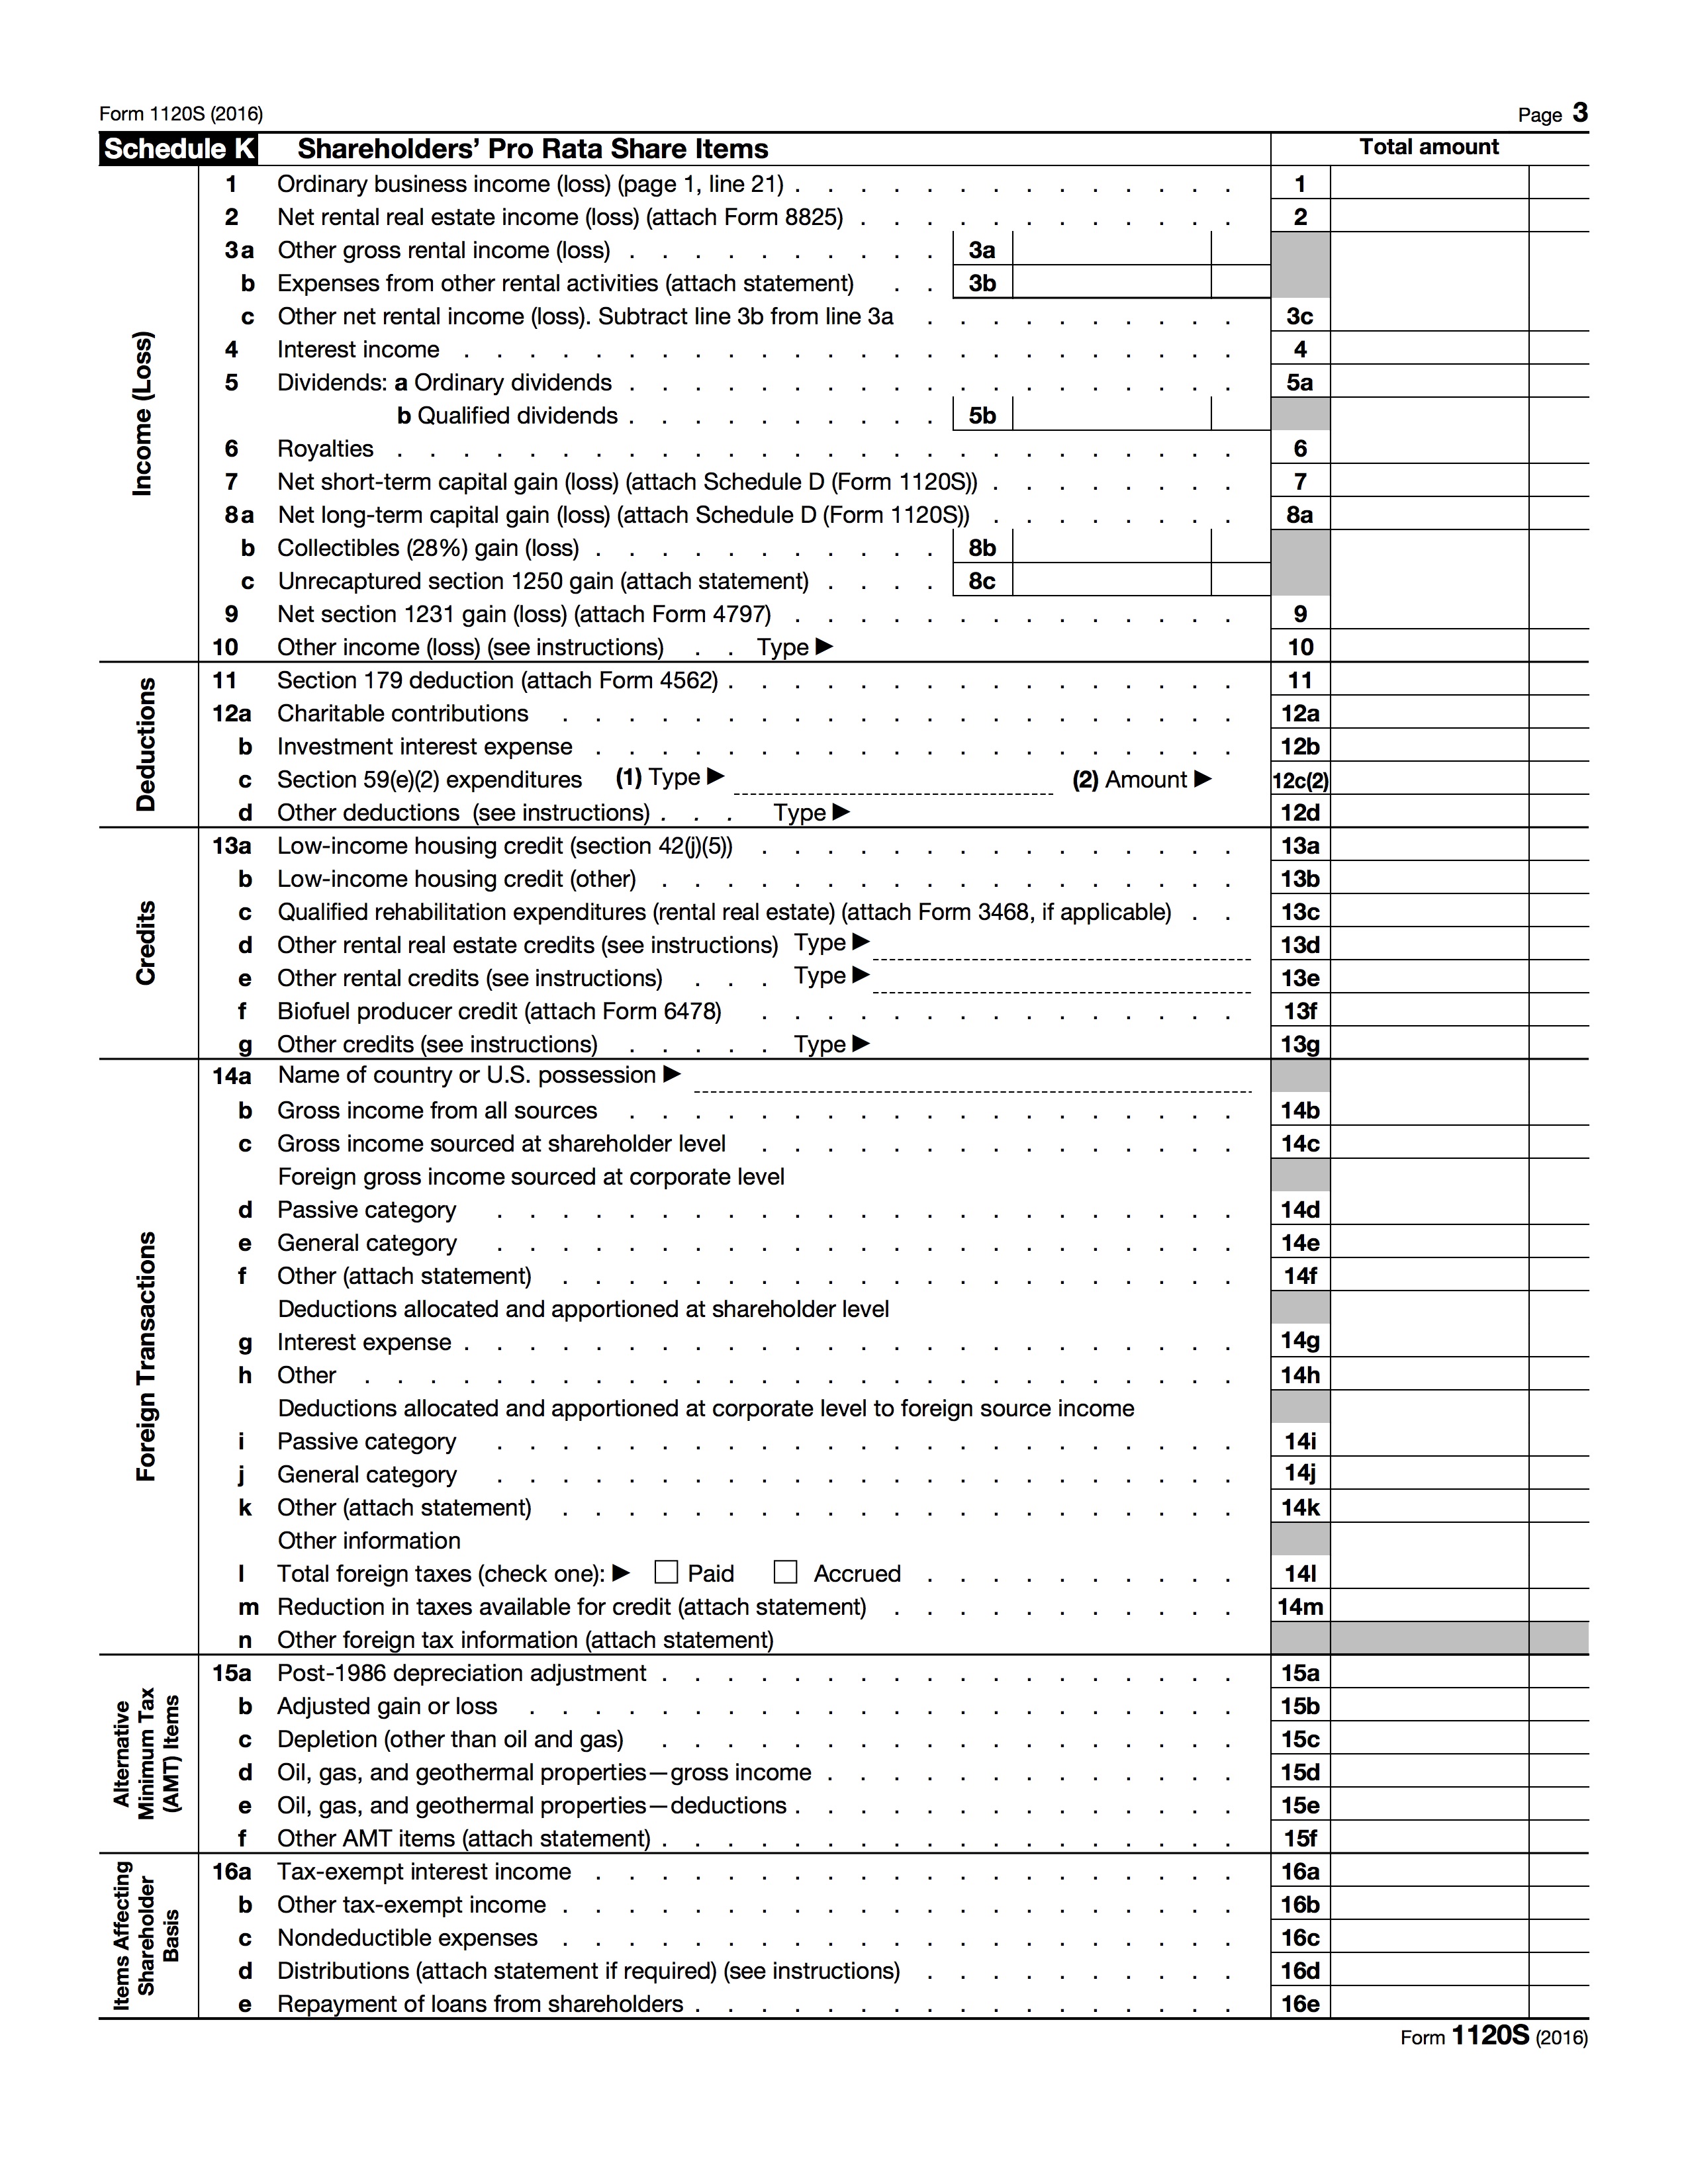 Form 1120S (2016) Page 3
Schedule K Shareholders’ Pro Rata Share Items Total amount
Income (Loss)
1 Ordinary business income (loss) (page 1, line 21) . . . . . . . . . . . . . . 1
2 Net rental real estate income (loss) (attach Form 8825) . . . . . . . . . . . . 2
3a Other gross rental income (loss) . . . . . . . . . . 3a
b Expenses from other rental activities (attach statement) . . 3b
c Other net rental income (loss). Subtract line 3b from line 3a . . . . . . . . . . 3c
4 Interest income . . . . . . . . . . . . . . . . . . . . . . . . 4
5 Dividends: a Ordinary dividends . . . . . . . . . . . . . . . . . . . 5a
b Qualified dividends . . . . . . . . . . 5b
6 Royalties . . . . . . . . . . . . . . . . . . . . . . . . . . 6
7 Net short-term capital gain (loss) (attach Schedule D (Form 1120S)) . . . . . . . . 7
8a Net long-term capital gain (loss) (attach Schedule D (Form 1120S)) . . . . . . . . 8a
b Collectibles (28%) gain (loss) . . . . . . . . . . . 8b
c Unrecaptured section 1250 gain (attach statement) . . . . 8c
9 Net section 1231 gain (loss) (attach Form 4797) . . . . . . . . . . . . . . 9
10 Other income (loss) (see instructions) . . Type ▶ 10
Deductions
11 Section 179 deduction (attach Form 4562) . . . . . . . . . . . . . . . . 11
12a Charitable contributions . . . . . . . . . . . . . . . . . . . . . 12a
b Investment interest expense . . . . . . . . . . . . . . . . . . . . 12b
c Section 59(e)(2) expenditures (1) Type ▶ (2) Amount ▶ 12c(2)
d Other deductions (see instructions) . . . Type ▶ 12d
Credits
13a Low-income housing credit (section 42(j)(5)) . . . . . . . . . . . . . . . 13a
b Low-income housing credit (other) . . . . . . . . . . . . . . . . . . 13b
c Qualified rehabilitation expenditures (rental real estate) (attach Form 3468, if applicable) . . 13c
d Other rental real estate credits (see instructions) Type ▶ 13d
e Other rental credits (see instructions) . . . Type ▶ 13e
f Biofuel producer credit (attach Form 6478) . . . . . . . . . . . . . . . 13f
g Other credits (see instructions) . . . . . Type ▶ 13g
Foreign Transactions
14a Name of country or U.S. possession ▶
b Gross income from all sources . . . . . . . . . . . . . . . . . . . 14b
c Gross income sourced at shareholder level . . . . . . . . . . . . . . . 14c
Foreign gross income sourced at corporate level
d Passive category . . . . . . . . . . . . . . . . . . . . . . . 14d
e General category . . . . . . . . . . . . . . . . . . . . . . . 14e
f Other (attach statement) . . . . . . . . . . . . . . . . . . . . . 14f
Deductions allocated and apportioned at shareholder level
g Interest expense . . . . . . . . . . . . . . . . . . . . . . . . 14g
h Other . . . . . . . . . . . . . . . . . . . . . . . . . . . 14h
Deductions allocated and apportioned at corporate level to foreign source income
i Passive category . . . . . . . . . . . . . . . . . . . . . . . 14i
j General category . . . . . . . . . . . . . . . . . . . . . . . 14j
k Other (attach statement) . . . . . . . . . . . . . . . . . . . . . 14k
Other information
l Total foreign taxes (check one): ▶ ☐ Paid ☐ Accrued . . . . . . . . . . 14l
m Reduction in taxes available for credit (attach statement) . . . . . . . . . . . 14m
n Other foreign tax information (attach statement)
Alternative
Minimum Tax
(AMT) Items
15a Post-1986 depreciation adjustment . . . . . . . . . . . . . . . . . . 15a
b Adjusted gain or loss . . . . . . . . . . . . . . . . . . . . . . 15b
c Depletion (other than oil and gas) . . . . . . . . . . . . . . . . . . 15c
d Oil, gas, and geothermal properties—gross income . . . . . . . . . . . . . 15d
e Oil, gas, and geothermal properties—deductions . . . . . . . . . . . . . . 15e
f Other AMT items (attach statement) . . . . . . . . . . . . . . . . . . 15f
Items Affecting
Shareholder
Basis
16a Tax-exempt interest income . . . . . . . . . . . . . . . . . . . . 16a
b Other tax-exempt income . . . . . . . . . . . . . . . . . . . . . 16b
c Nondeductible expenses . . . . . . . . . . . . . . . . . . . . . 16c
d Distributions (attach statement if required) (see instructions) . . . . . . . . . . 16d
e Repayment of loans from shareholders . . . . . . . . . . . . . . . . . 16e
Form 1120S (2016)